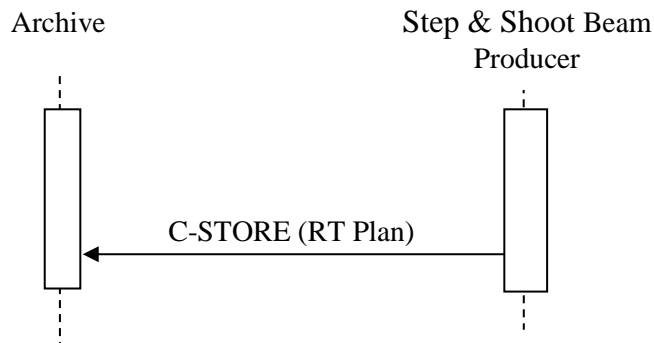 Archive
Step & Shoot Beam
Producer
C-STORE (RT Plan)